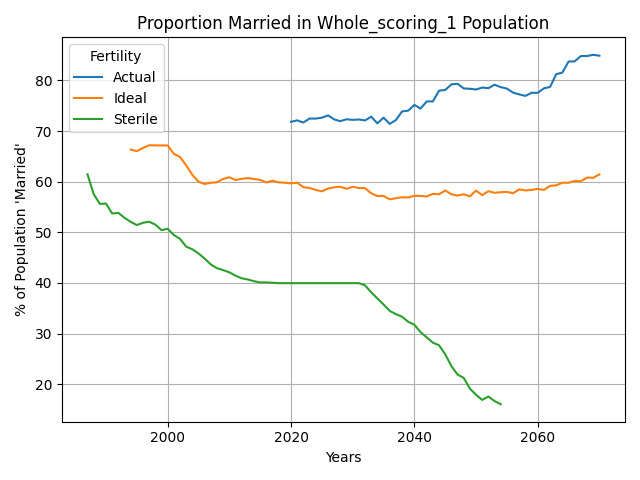 Proportion Married in Whole_scoring_1 Population
% of Population 'Married'
Fertility
Actual
Ideal
Sterile
80
70
60
50
40
30
20
2000
2020
2040
2060
Years